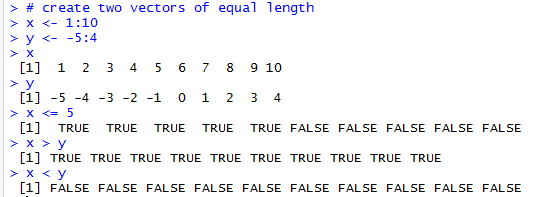 > # create two vectors of equal length
> x <- 1:10
> y <- -5:4
> x
[1] 1 2 3 4 5 6 7 8 9 10
> y
[1] -5 -4 -3 -2 -1 0 1 2 3 4
> x <= 5
[1] TRUE TRUE TRUE TRUE TRUE FALSE FALSE FALSE FALSE FALSE
> x > y
[1] TRUE TRUE TRUE TRUE TRUE TRUE TRUE TRUE TRUE TRUE
> x < y
[1] FALSE FALSE FALSE FALSE FALSE FALSE FALSE FALSE FALSE FALSE